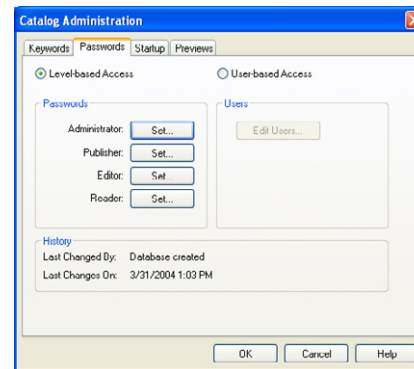 Catalog Administration
Keywords Passwords Startup Previews
Level-based Access User-based Access
Passwords Users
Administrator: Set... Edit Users...
Publisher: Set...
Editor: Set...
Reader: Set...
History
Last Changed By: Database created
Last Changes On: 3/31/2004 1:03 PM
OK Cancel Help